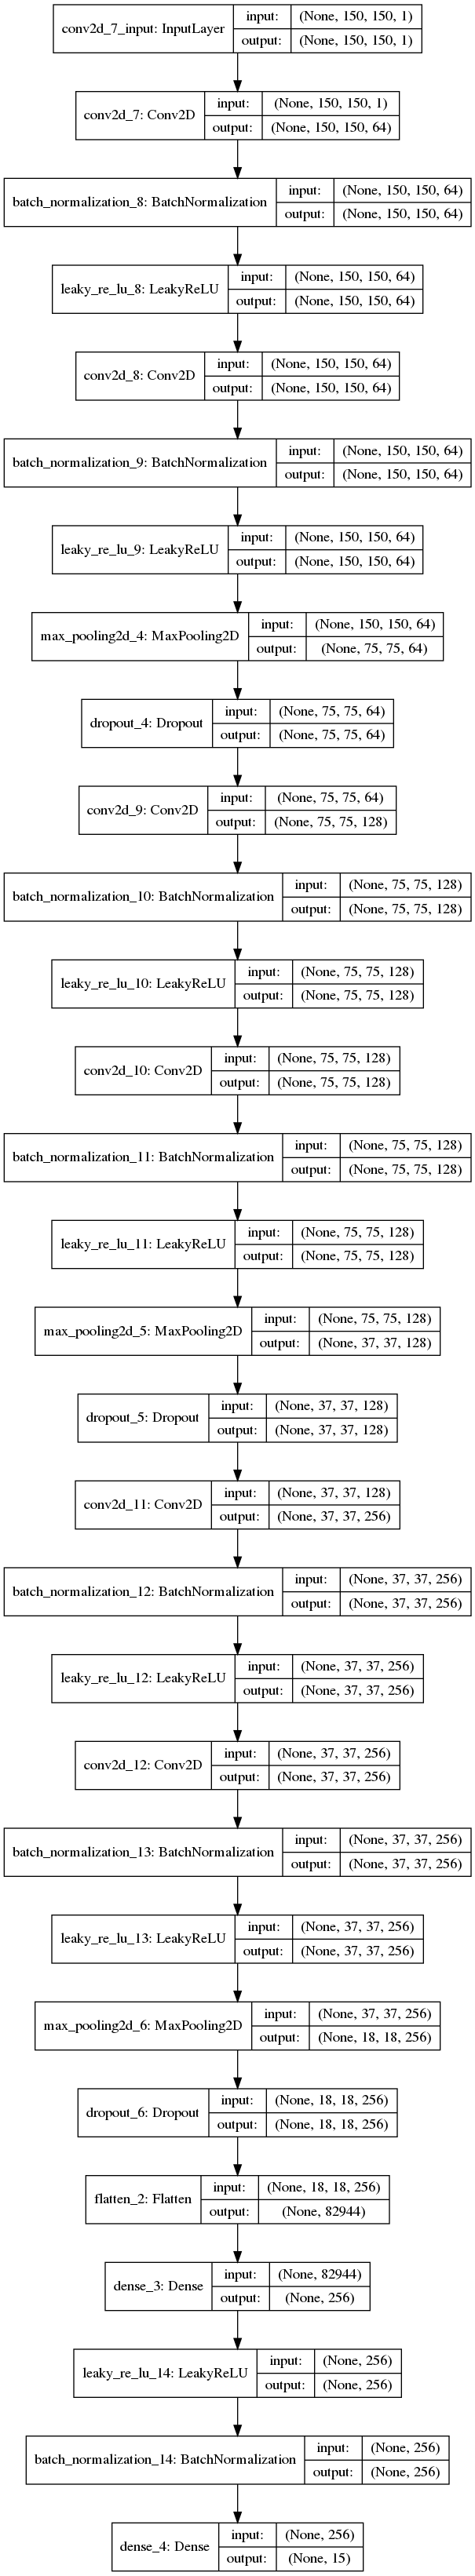 conv2d_7_input: InputLayer
input: (None, 150, 150, 1)
output: (None, 150, 150, 1)
conv2d_7: Conv2D
input: (None, 150, 150, 1)
output: (None, 150, 150, 64)
batch_normalization_8: BatchNormalization
input: (None, 150, 150, 64)
output: (None, 150, 150, 64)
leaky_re_lu_8: LeakyReLU
input: (None, 150, 150, 64)
output: (None, 150, 150, 64)
conv2d_8: Conv2D
input: (None, 150, 150, 64)
output: (None, 150, 150, 64)
batch_normalization_9: BatchNormalization
input: (None, 150, 150, 64)
output: (None, 150, 150, 64)
leaky_re_lu_9: LeakyReLU
input: (None, 150, 150, 64)
output: (None, 150, 150, 64)
max_pooling2d_4: MaxPooling2D
input: (None, 150, 150, 64)
output: (None, 75, 75, 64)
dropout_4: Dropout
input: (None, 75, 75, 64)
output: (None, 75, 75, 64)
conv2d_9: Conv2D
input: (None, 75, 75, 64)
output: (None, 75, 75, 128)
batch_normalization_10: BatchNormalization
input: (None, 75, 75, 128)
output: (None, 75, 75, 128)
leaky_re_lu_10: LeakyReLU
input: (None, 75, 75, 128)
output: (None, 75, 75, 128)
conv2d_10: Conv2D
input: (None, 75, 75, 128)
output: (None, 75, 75, 128)
batch_normalization_11: BatchNormalization
input: (None, 75, 75, 128)
output: (None, 75, 75, 128)
leaky_re_lu_11: LeakyReLU
input: (None, 75, 75, 128)
output: (None, 75, 75, 128)
max_pooling2d_5: MaxPooling2D
input: (None, 75, 75, 128)
output: (None, 37, 37, 128)
dropout_5: Dropout
input: (None, 37, 37, 128)
output: (None, 37, 37, 128)
conv2d_11: Conv2D
input: (None, 37, 37, 128)
output: (None, 37, 37, 256)
batch_normalization_12: BatchNormalization
input: (None, 37, 37, 256)
output: (None, 37, 37, 256)
leaky_re_lu_12: LeakyReLU
input: (None, 37, 37, 256)
output: (None, 37, 37, 256)
conv2d_12: Conv2D
input: (None, 37, 37, 256)
output: (None, 37, 37, 256)
batch_normalization_13: BatchNormalization
input: (None, 37, 37, 256)
output: (None, 37, 37, 256)
leaky_re_lu_13: LeakyReLU
input: (None, 37, 37, 256)
output: (None, 37, 37, 256)
max_pooling2d_6: MaxPooling2D
input: (None, 37, 37, 256)
output: (None, 18, 18, 256)
dropout_6: Dropout
input: (None, 18, 18, 256)
output: (None, 18, 18, 256)
flatten_2: Flatten
input: (None, 18, 18, 256)
output: (None, 82944)
dense_3: Dense
input: (None, 82944)
output: (None, 256)
leaky_re_lu_14: LeakyReLU
input: (None, 256)
output: (None, 256)
batch_normalization_14: BatchNormalization
input: (None, 256)
output: (None, 256)
dense_4: Dense
input: (None, 256)
output: (None, 15)